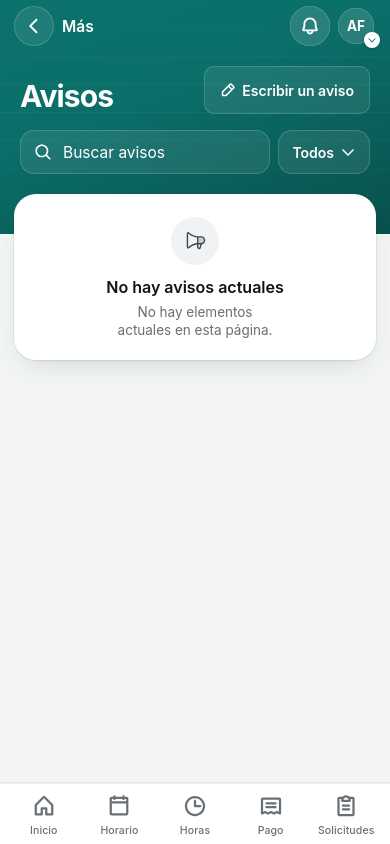 Más
AF
Avisos
Escribir un aviso
Buscar avisos
Todos
No hay avisos actuales
No hay elementos
actuales en esta página.
Inicio
Horario
Horas
Pago
Solicitudes